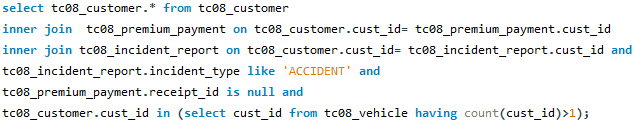 select tc08_customer.* from tc08_customer
inner join  tc08_premium_payment on tc08_customer.cust_id= tc08_premium_payment.cust_id
inner join tc08_incident_report on tc08_customer.cust_id= tc08_incident_report.cust_id and
tc08_incident_report.incident_type like 'ACCIDENT' and
tc08_premium_payment.receipt_id is null and
tc08_customer.cust_id in (select cust_id from tc08_vehicle having count(cust_id)>1);